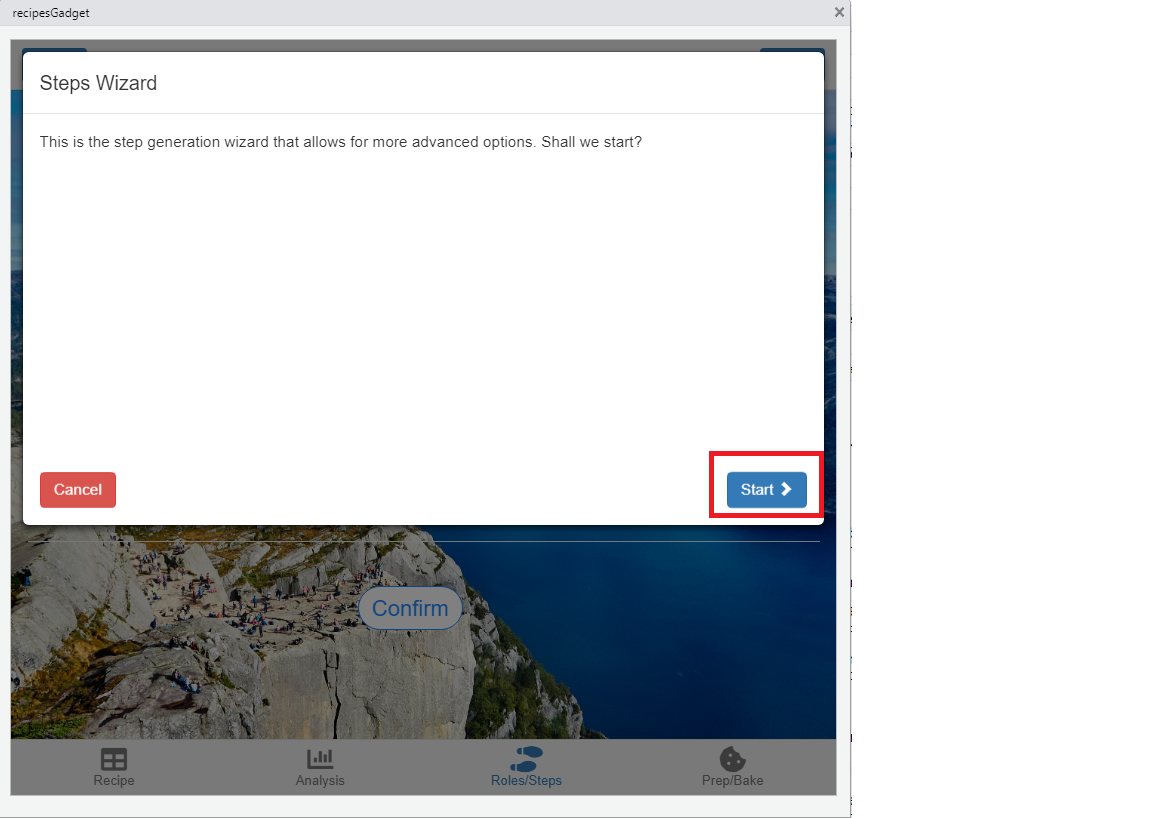 recipesGadget
Steps Wizard
This is the step generation wizard that allows for more advanced options. Shall we start?
Cancel
Start
Confirm
Recipe
Analysis
Roles/Steps
Prep/Bake